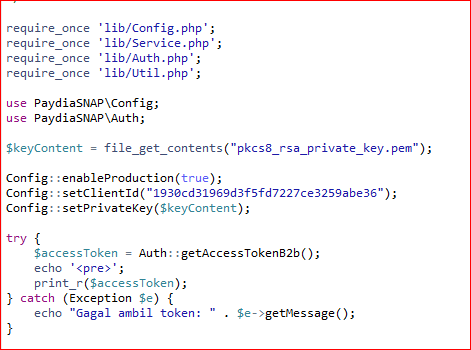 require_once 'lib/Config.php';
require_once 'lib/Service.php';
require_once 'lib/Auth.php';
require_once 'lib/Util.php';
use PaydiaSNAP\Config;
use PaydiaSNAP\Auth;
$keyContent = file_get_contents("pkcs8_rsa_private_key.pem");
Config::enableProduction(true);
Config::setClientId("1930cd31969d3f5fd7227ce3259abe36");
Config::setPrivateKey($keyContent);
try {
    $accessToken = Auth::getAccessTokenB2b();
    echo '<pre>';
    print_r($accessToken);
} catch (Exception $e) {
    echo "Gagal ambil token: " . $e->getMessage();
}